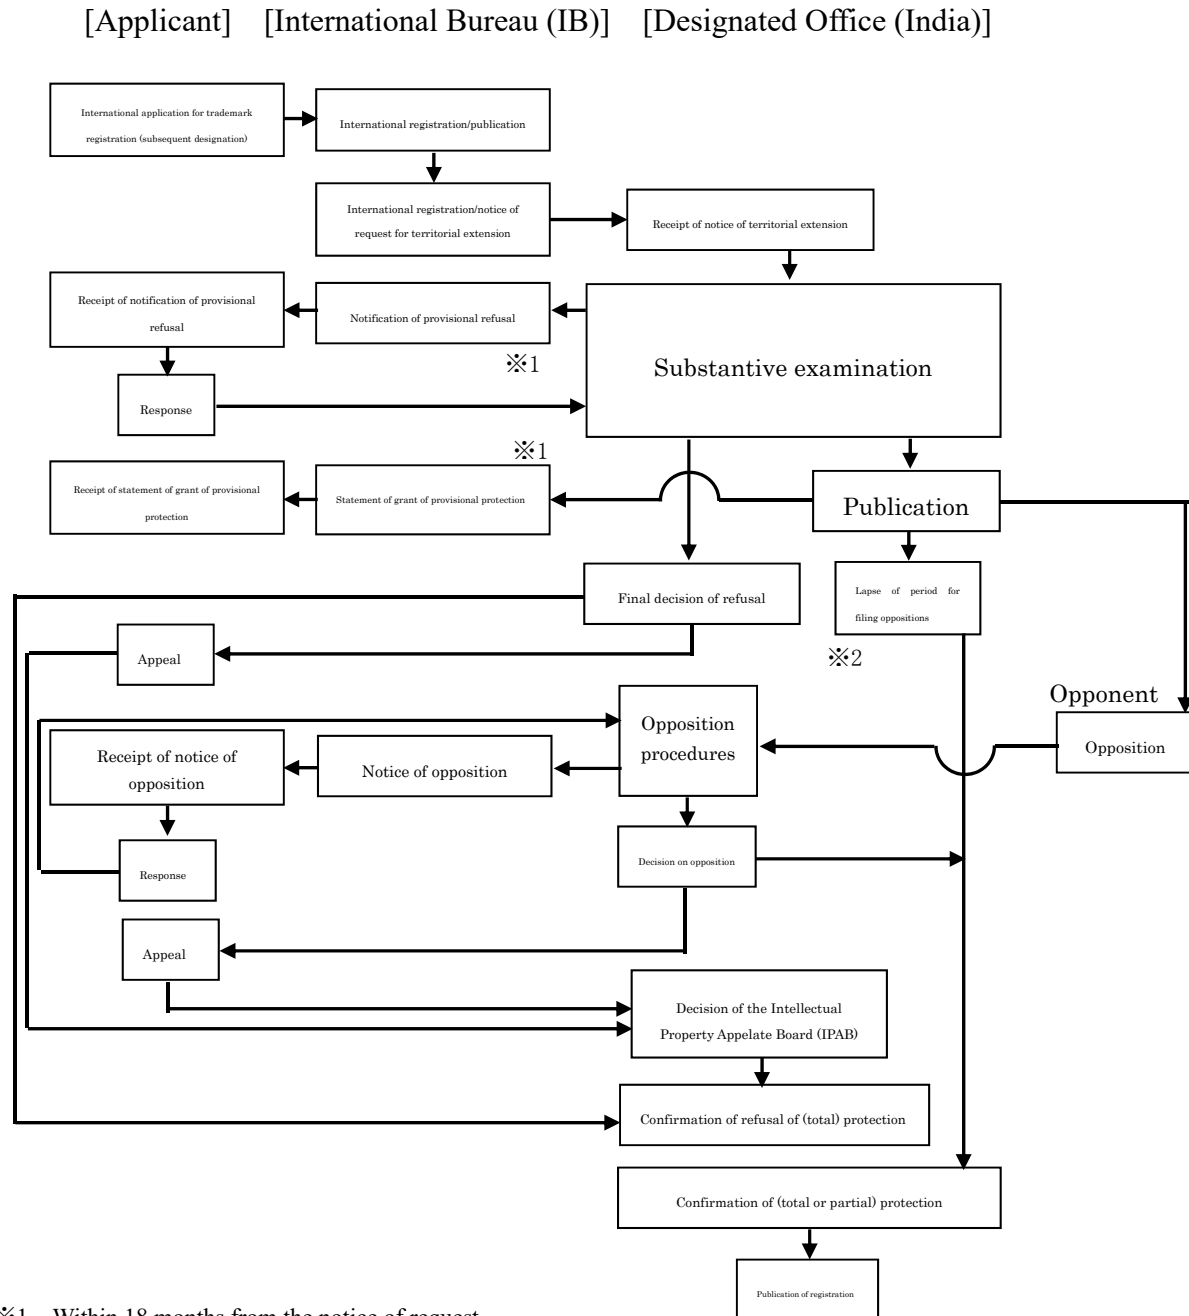 [Applicant] [International Bureau (IB)] [Designated Office (India)]
International application for trademark
registration (subsequent designation)
International registration/publication
International registration/notice of
request for territorial extension
Receipt of notice of territorial extension
Receipt of notification of provisional
refusal
Notification of provisional refusal
※1
Substantive examination
Response
※1
Receipt of statement of grant of provisional
protection
Statement of grant of provisional protection
Publication
Final decision of refusal
Lapse of period for
filing oppositions
※2
Appeal
Opponent
Opposition
Opposition
procedures
Notice of opposition
Receipt of notice of
opposition
Response
Decision on opposition
Appeal
Decision of the Intellectual
Property Appelate Board (IPAB)
Confirmation of refusal of (total) protection
Confirmation of (total or partial) protection
Publication of registration
※1 Within 18 months from the notice of request